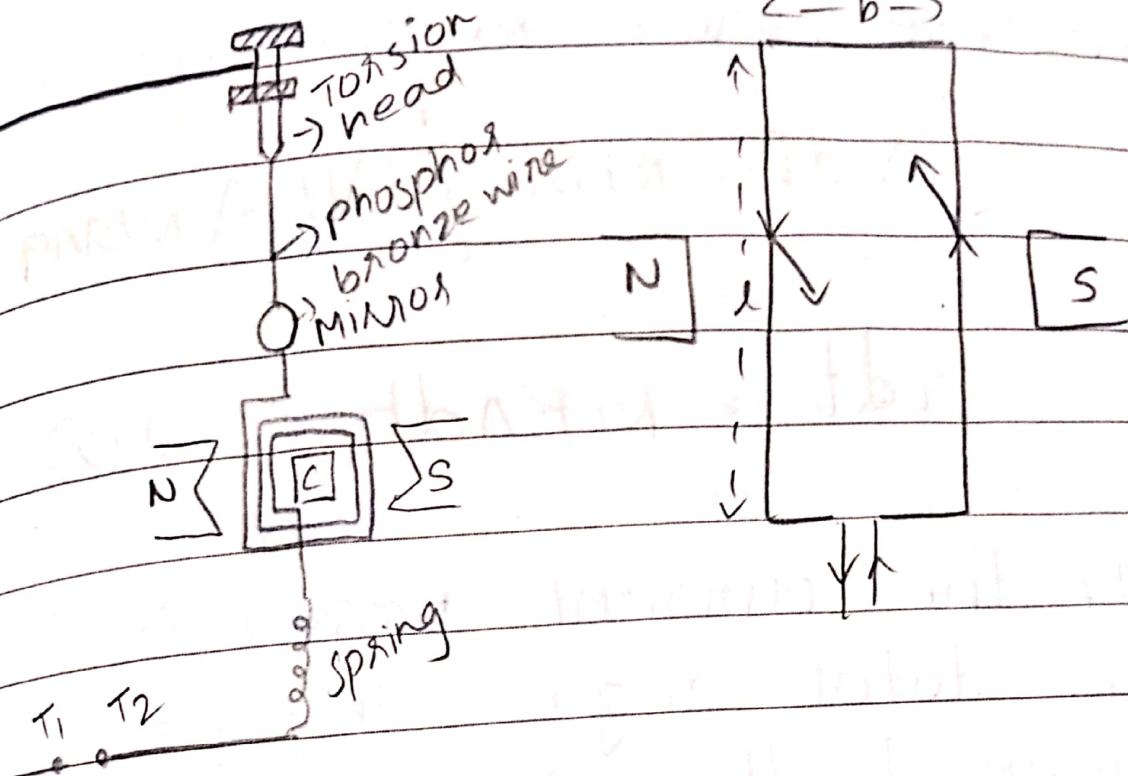 Torsion
head
phosphor
bronze wire
Mirror
N
C
S
spring
T1
T2
b
l
N
S